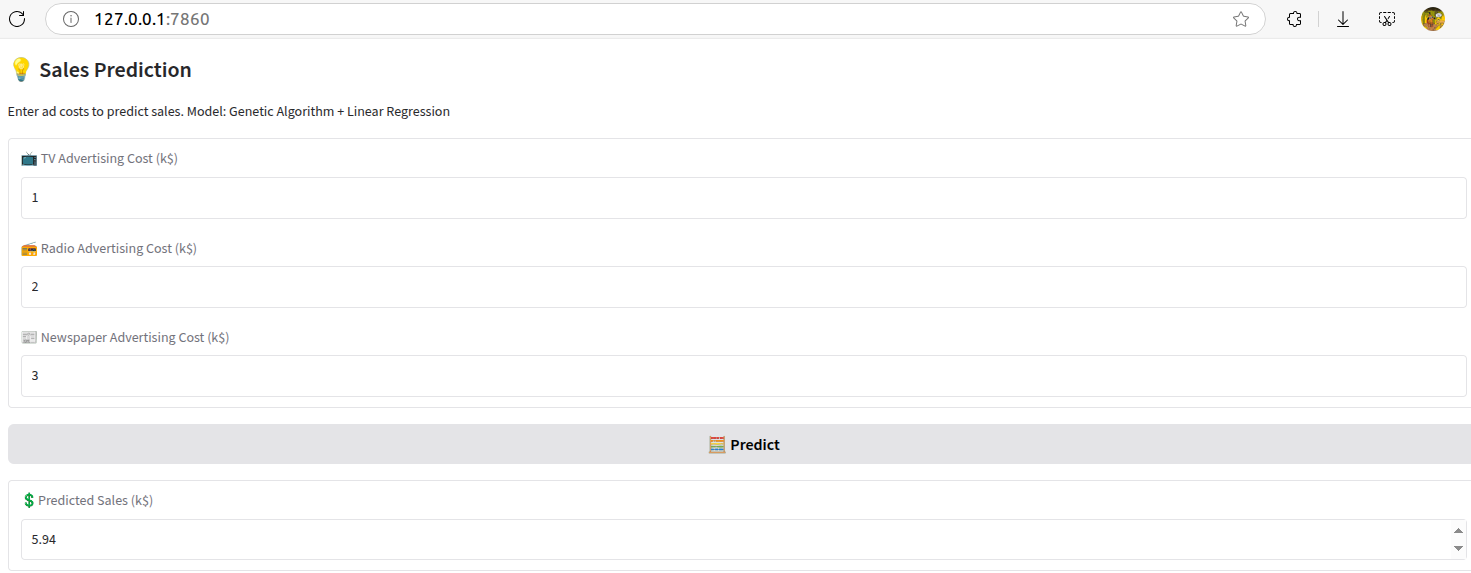 127.0.0.1:7860
💡 Sales Prediction
Enter ad costs to predict sales. Model: Genetic Algorithm + Linear Regression
📺 TV Advertising Cost (k$)
1
📻 Radio Advertising Cost (k$)
2
📰 Newspaper Advertising Cost (k$)
3
🧮 Predict
💲Predicted Sales (k$)
5.94